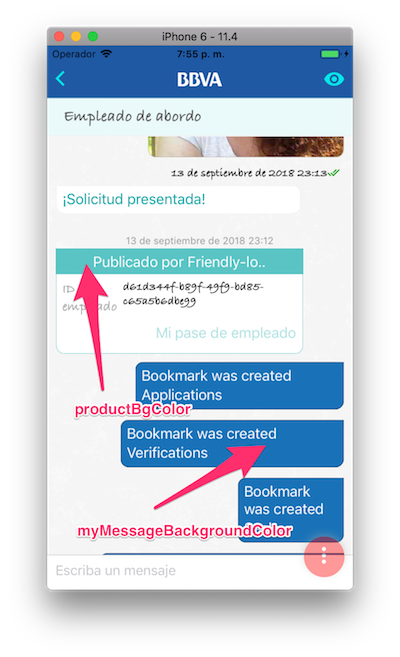 iPhone 6 - 11.4
Operador 7:55 p. m.
BBVA
Empleado de abordo
13 de septiembre de 2018 23:13
¡Solicitud presentada!
13 de septiembre de 2018 23:12
Publicado por Friendly-lo..
ID d61d344f-b89f-49f9-bd85-
empleado c65a5b6dbe99
Mi pase de empleado
Bookmark was created
Applications
productBgColor
Bookmark was created
Verifications
Bookmark
was created
myMessageBackgroundColor
Escriba un mensaje